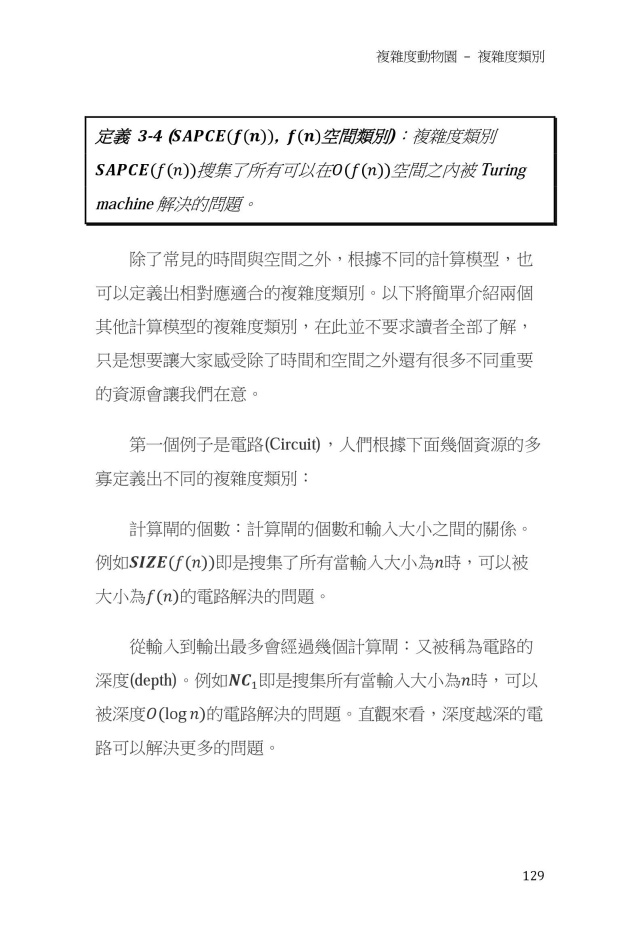 複雜度動物園 – 複雜度類別
定義 3-4 (SAPCE(f(n)), f(n)空間類別)：複雜度類別
SAPCE(f(n))搜集了所有可以在O(f(n))空間之內被 Turing
machine 解決的問題。
除了常見的時間與空間之外，根據不同的計算模型，也
可以定義出相對應適合的複雜度類別。以下將簡單介紹兩個
其他計算模型的複雜度類別，在此並不要求讀者全部了解，
只是想要讓大家感受除了時間和空間之外還有很多不同重要
的資源會讓我們在意。
第一個例子是電路(Circuit)，人們根據下面幾個資源的多
寡定義出不同的複雜度類別：
計算閘的個數：計算閘的個數和輸入大小之間的關係。
例如SIZE(f(n))即是搜集了所有當輸入大小為n時，可以被
大小為f(n)的電路解決的問題。
從輸入到輸出最多會經過幾個計算閘：又被稱為電路的
深度(depth)。例如NC₁即是搜集所有當輸入大小為n時，可以
被深度O(log n)的電路解決的問題。直觀來看，深度越深的電
路可以解決更多的問題。
129